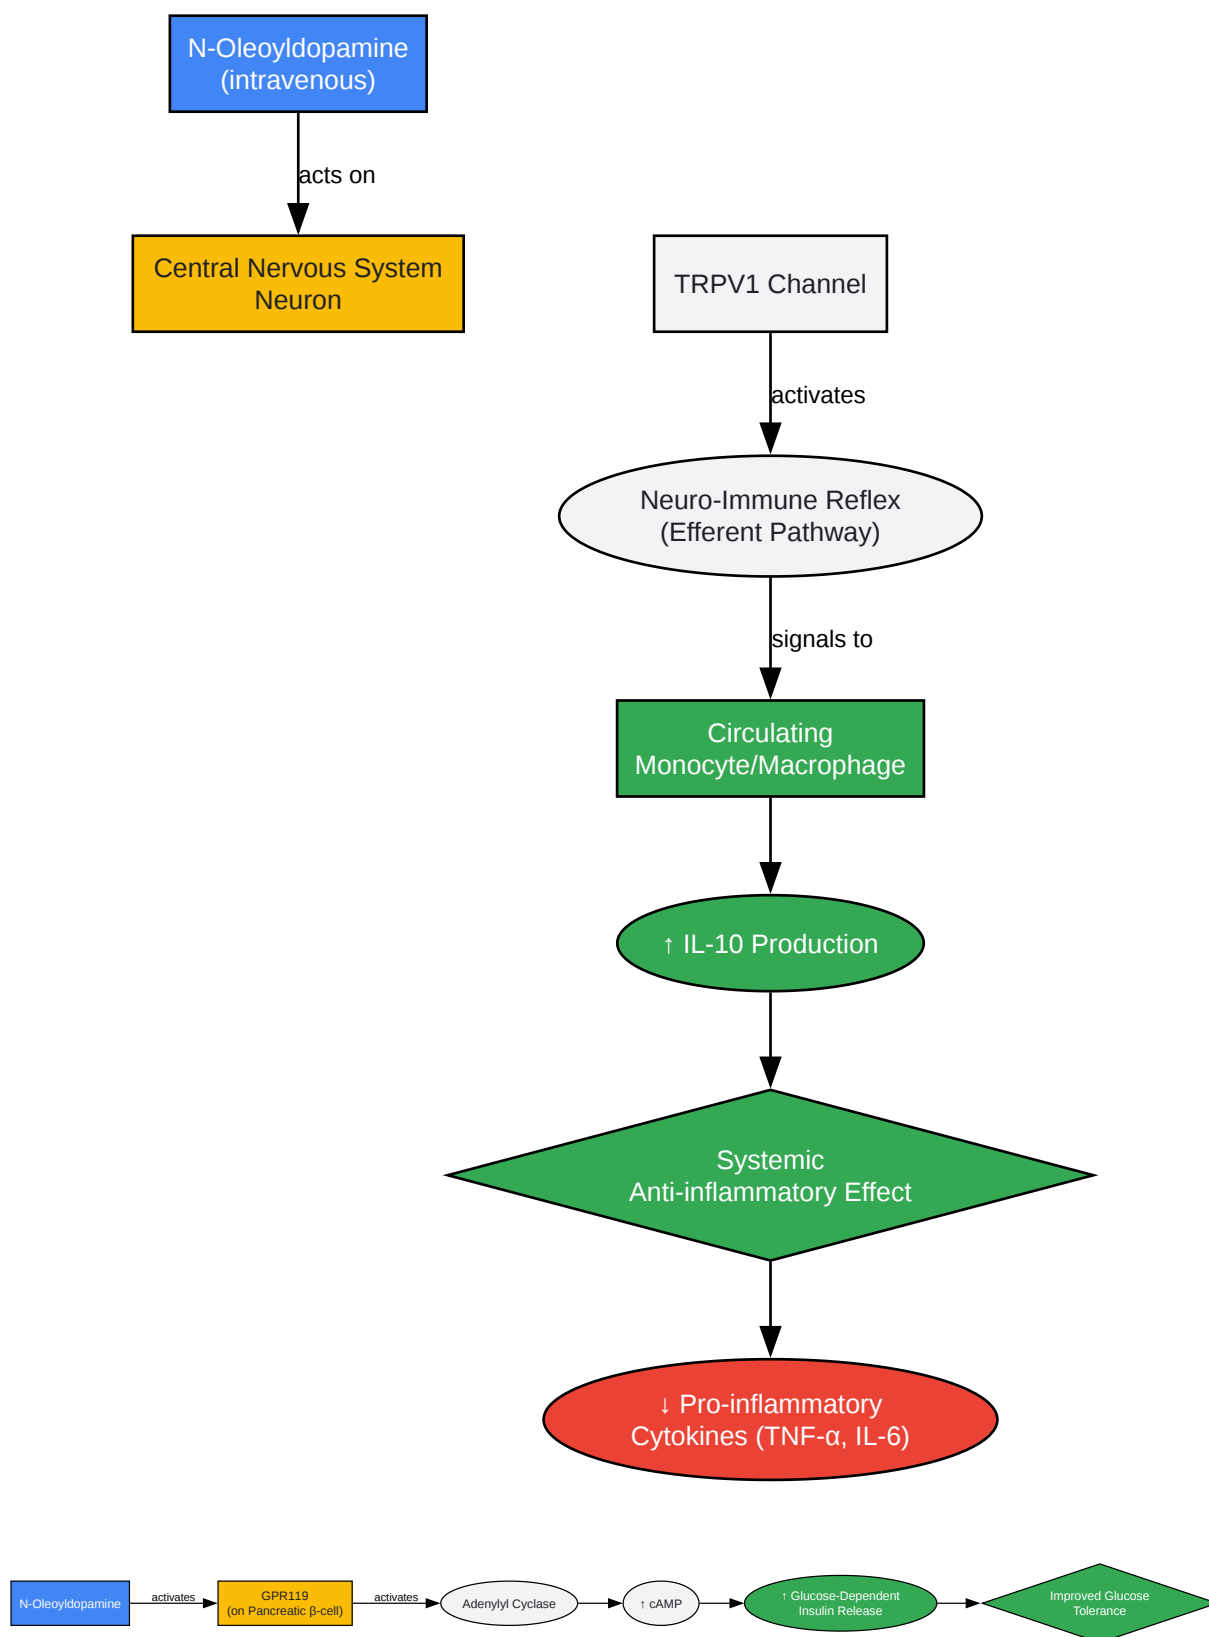 N-Oleoyldopamine
(intravenous)
acts on
Central Nervous System
Neuron
TRPV1 Channel
activates
Neuro-Immune Reflex
(Efferent Pathway)
signals to
Circulating
Monocyte/Macrophage
↑ IL-10 Production
Systemic
Anti-inflammatory Effect
↓ Pro-inflammatory
Cytokines (TNF-α, IL-6)
N-Oleoyldopamine
activates
GPR119
(on Pancreatic β-cell)
activates
Adenylyl Cyclase
↑ cAMP
↑ Glucose-Dependent
Insulin Release
Improved Glucose
Tolerance